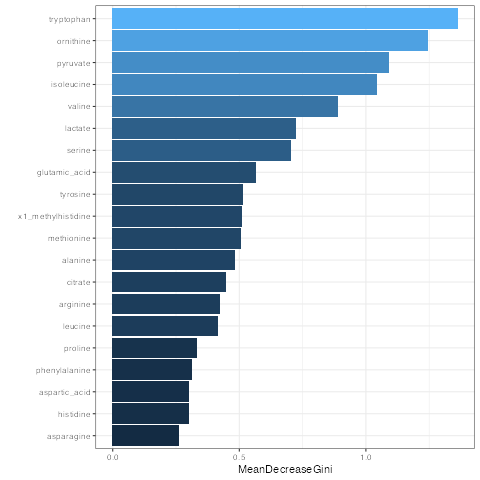 tryptophan
ornithine
pyruvate
isoleucine
valine
lactate
serine
glutamic_acid
tyrosine
x1_methylhistidine
methionine
alanine
citrate
arginine
leucine
proline
phenylalanine
aspartic_acid
histidine
asparagine
0.0 0.5 1.0
MeanDecreaseGini